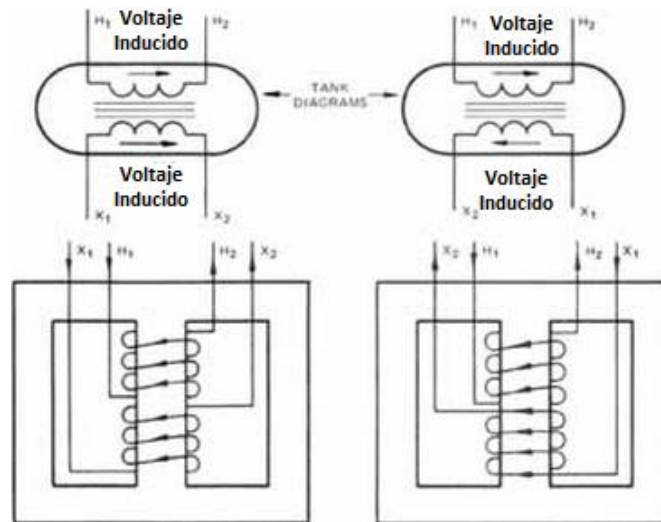 H1 Voltaje H2
Inducido
H1 Voltaje H2
Inducido
TANK
DIAGRAMS
Voltaje
Inducido
X1 X2
Voltaje
Inducido
X2 X1
X1 H1 H2 X2
X2 H1 H2 X1